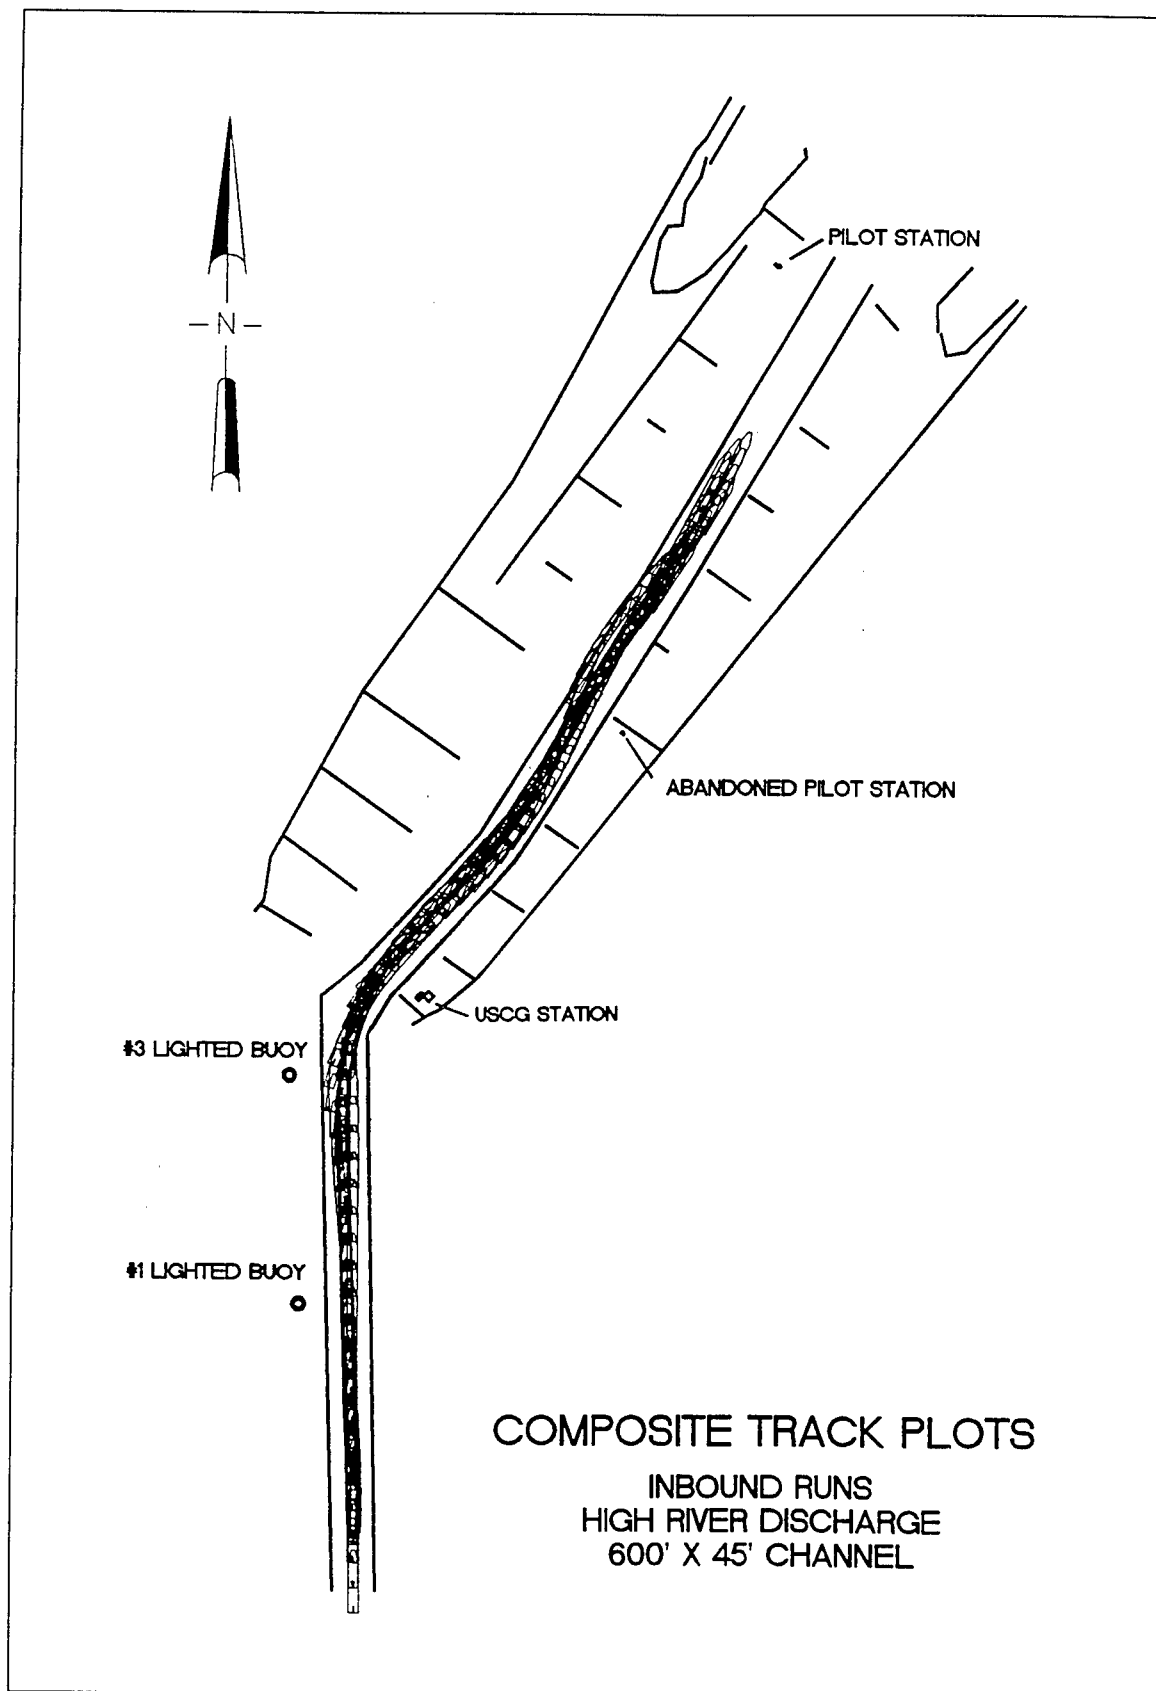 PILOT STATION
- N -
ABANDONED PILOT STATION
USCG STATION
#3 LIGHTED BUOY
#1 LIGHTED BUOY
COMPOSITE TRACK PLOTS
INBOUND RUNS
HIGH RIVER DISCHARGE
600' X 45' CHANNEL